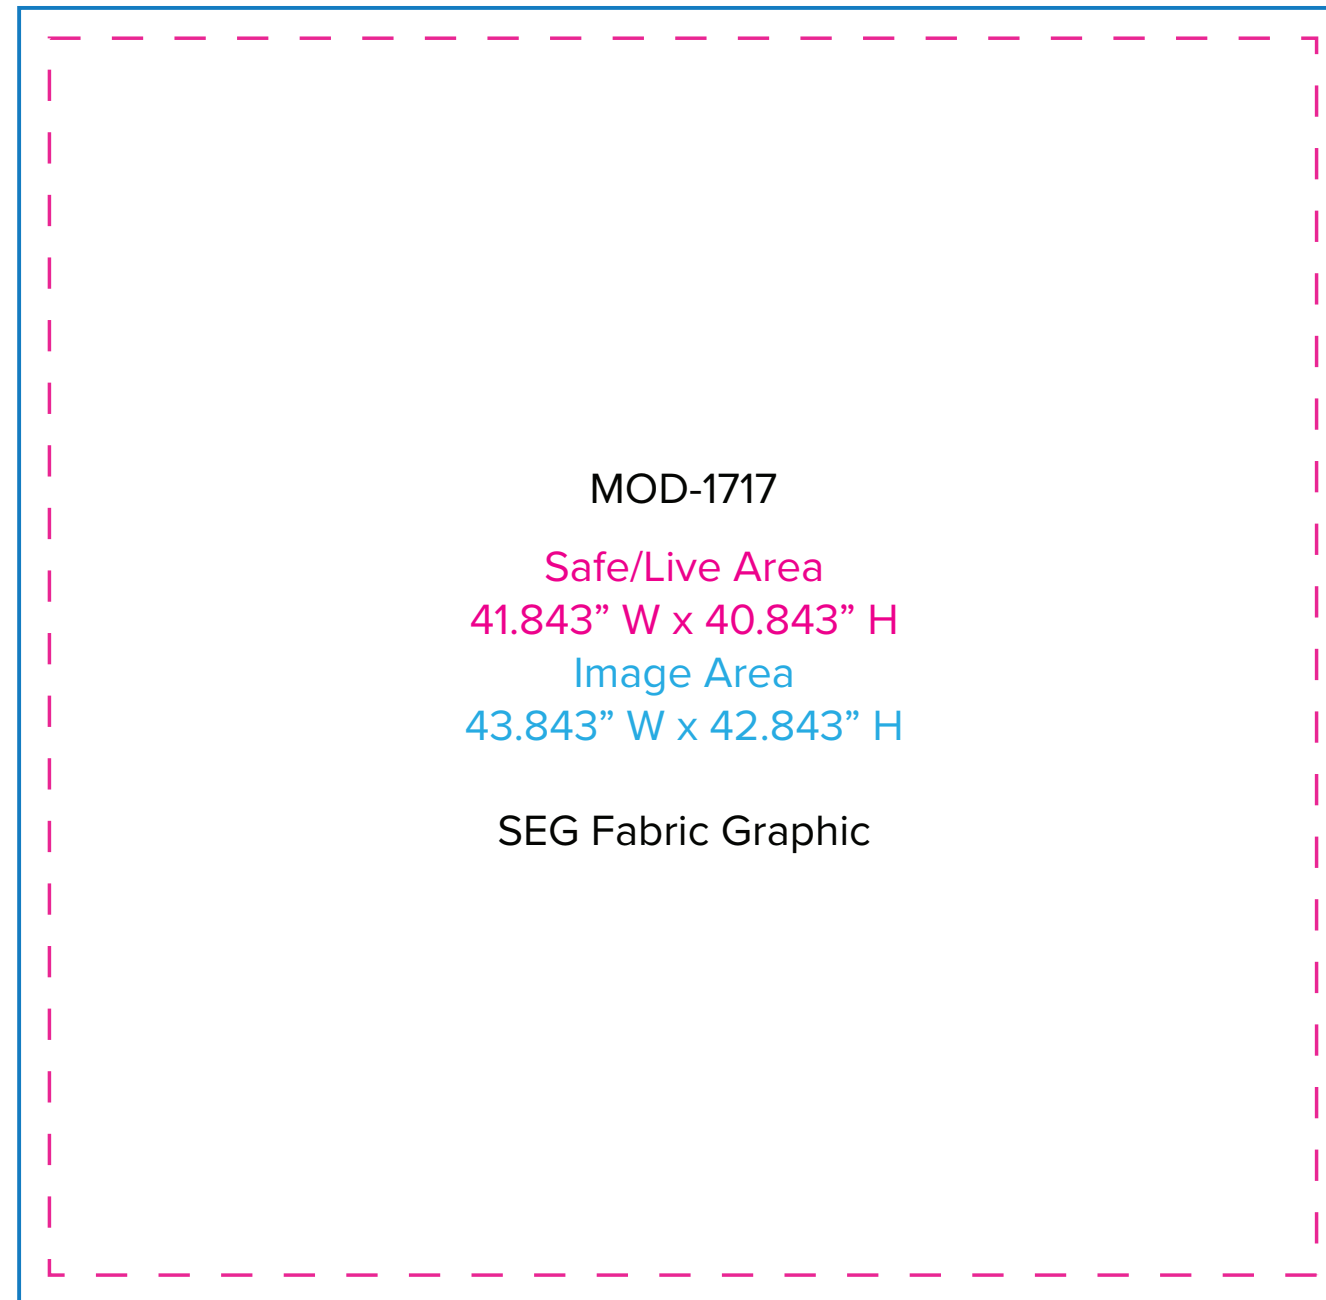 MOD-1717
Safe/Live Area
41.843” W x 40.843” H
Image Area
43.843” W x 42.843” H
SEG Fabric Graphic